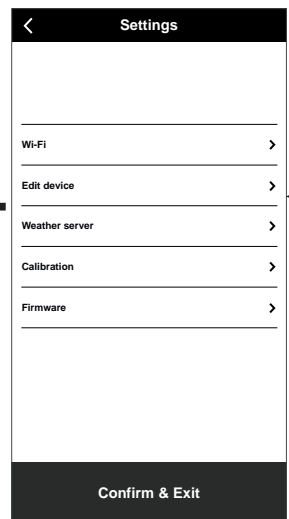 Settings
Wi-Fi
Edit device
Weather server
Calibration
Firmware
Confirm & Exit